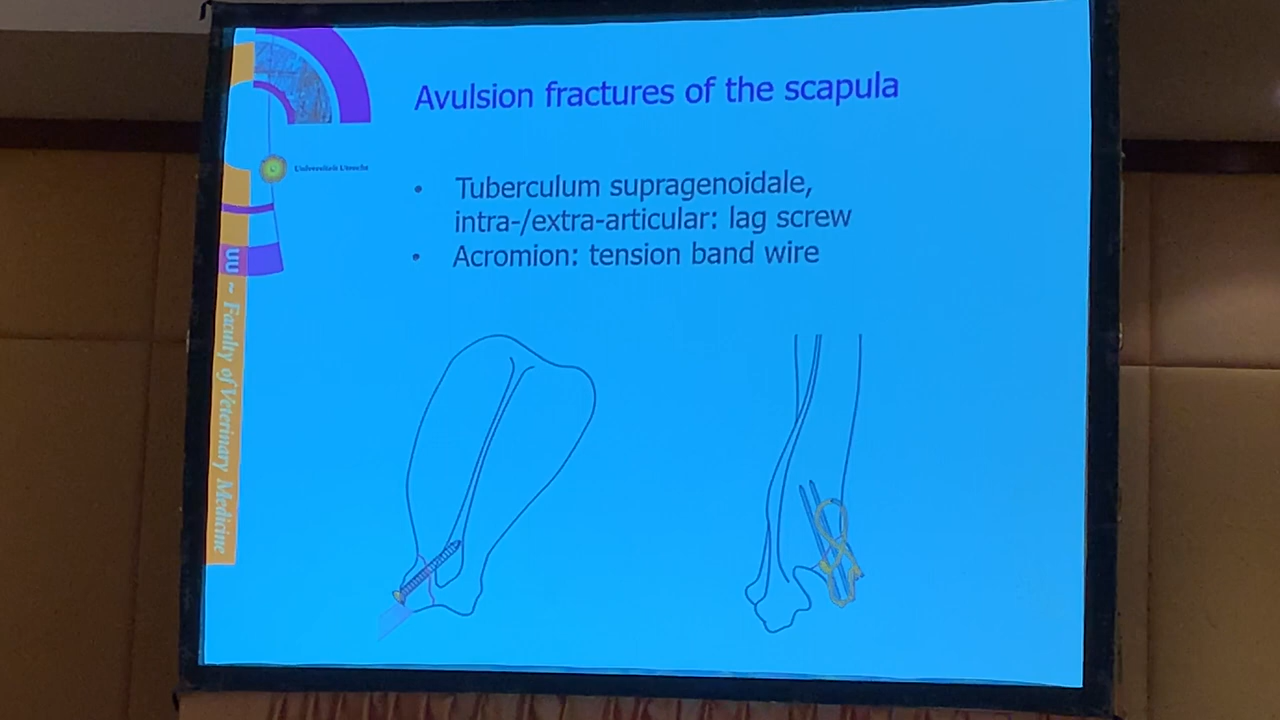 Avulsion fractures of the scapula
Universiteit Utrecht
• Tuberculum supragenoidale,
intra-/extra-articular: lag screw
• Acromion: tension band wire
UU ~ Faculty of Veterinary Medicine